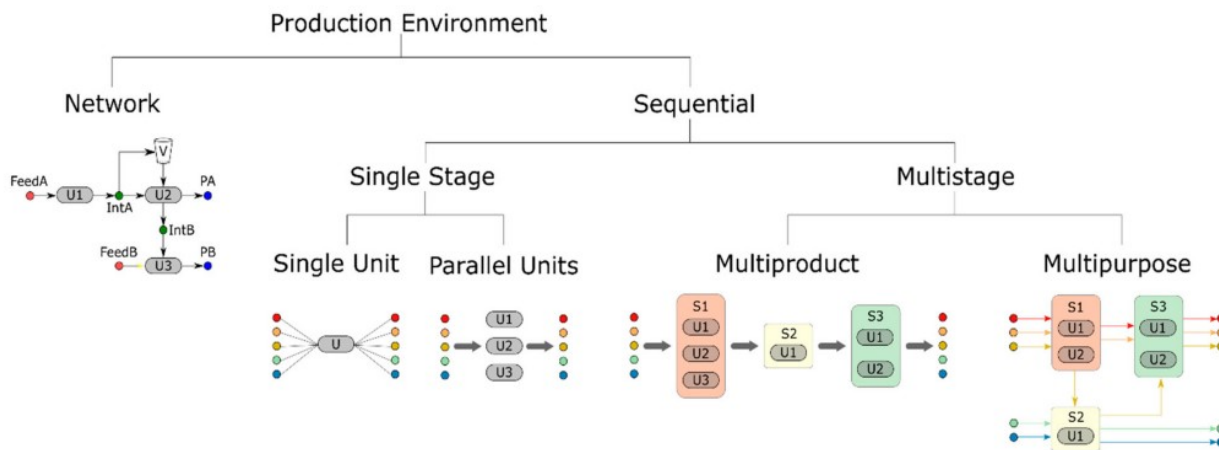 Production Environment
Network
Sequential
V
FeedA
U1
IntA
U2
PA
IntB
FeedB
U3
PB
Single Stage
Multistage
Single Unit
Parallel Units
Multiproduct
Multipurpose
U
U1
U2
U3
S1
U1
U2
U3
S2
U1
S3
U1
U2
S1
U1
U2
S3
U1
U2
S2
U1